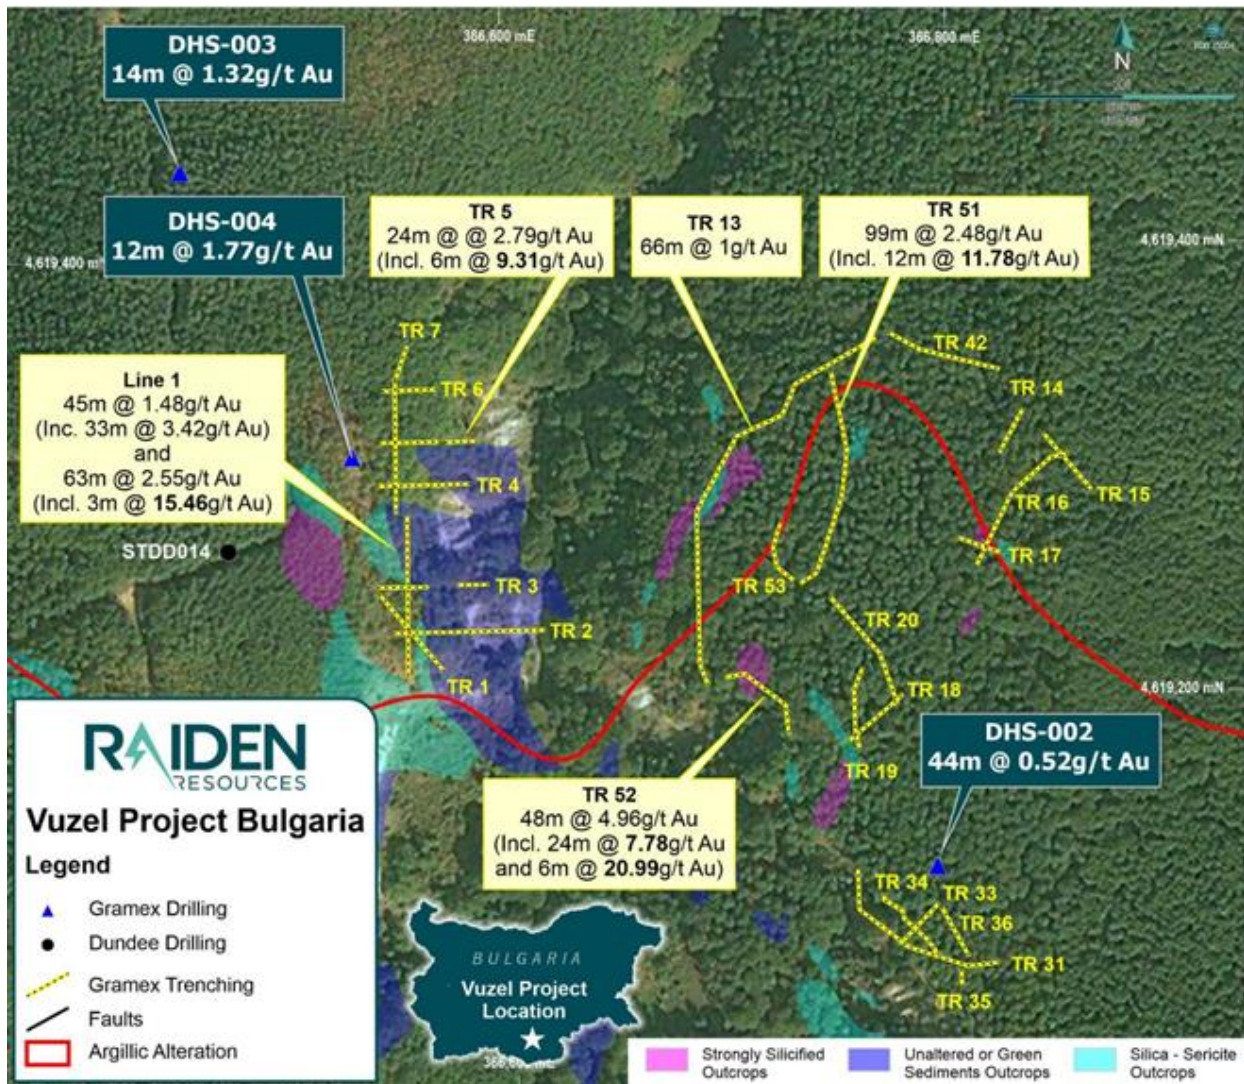 366,600 mE
366,800 mE
DHS-003
14m @ 1.32g/t Au
N
DHS-004
12m @ 1.77g/t Au
TR 5
24m @ @ 2.79g/t Au
(Incl. 6m @ 9.31g/t Au)
TR 13
66m @ 1g/t Au
TR 51
99m @ 2.48g/t Au
(Incl. 12m @ 11.78g/t Au)
4,619,400 mN
4,619,400 m
TR 7
TR 42
Line 1
45m @ 1.48g/t Au
(Inc. 33m @ 3.42g/t Au)
and
63m @ 2.55g/t Au
(Incl. 3m @ 15.46g/t Au)
TR 6
TR 14
TR 4
TR 16
TR 15
STDD014
TR 17
TR 3
TR 53
TR 2
TR 20
TR 1
TR 18
4,619,200 mN
DHS-002
44m @ 0.52g/t Au
TR 19
TR 52
48m @ 4.96g/t Au
(Incl. 24m @ 7.78g/t Au
and 6m @ 20.99g/t Au)
TR 34
TR 33
TR 36
TR 31
TR 35
RAIDEN
RESOURCES
Vuzel Project Bulgaria
Legend
Gramex Drilling
Dundee Drilling
Gramex Trenching
Faults
Argillic Alteration
BULGARIA
Vuzel Project
Location
366,600 mE
Strongly Silicified
Outcrops
Unaltered or Green
Sediments Outcrops
Silica - Sericite
Outcrops